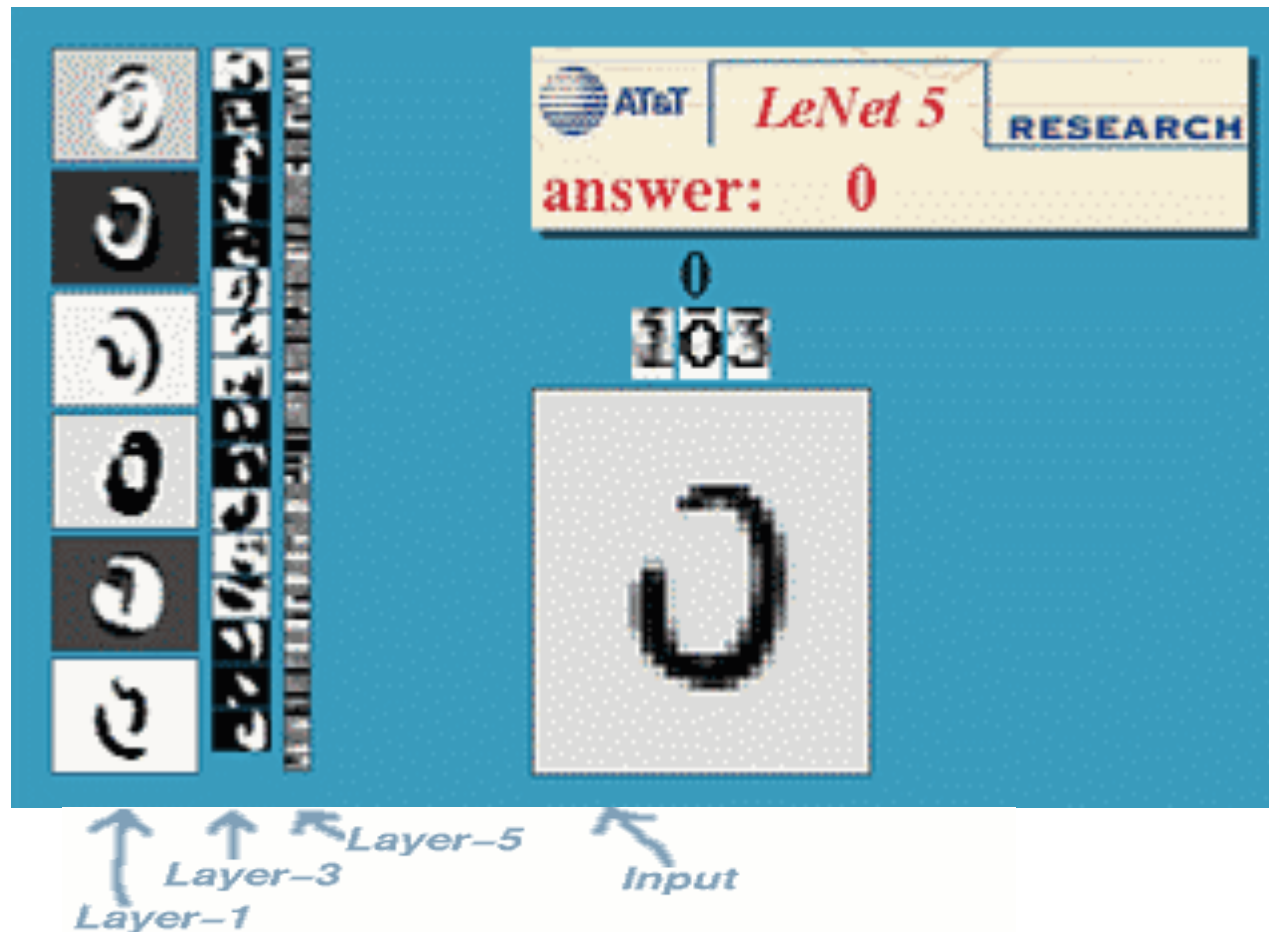 AT&T LeNet 5 RESEARCH
answer: 0
0
103
Layer-5
Layer-3
Input
Layer-1